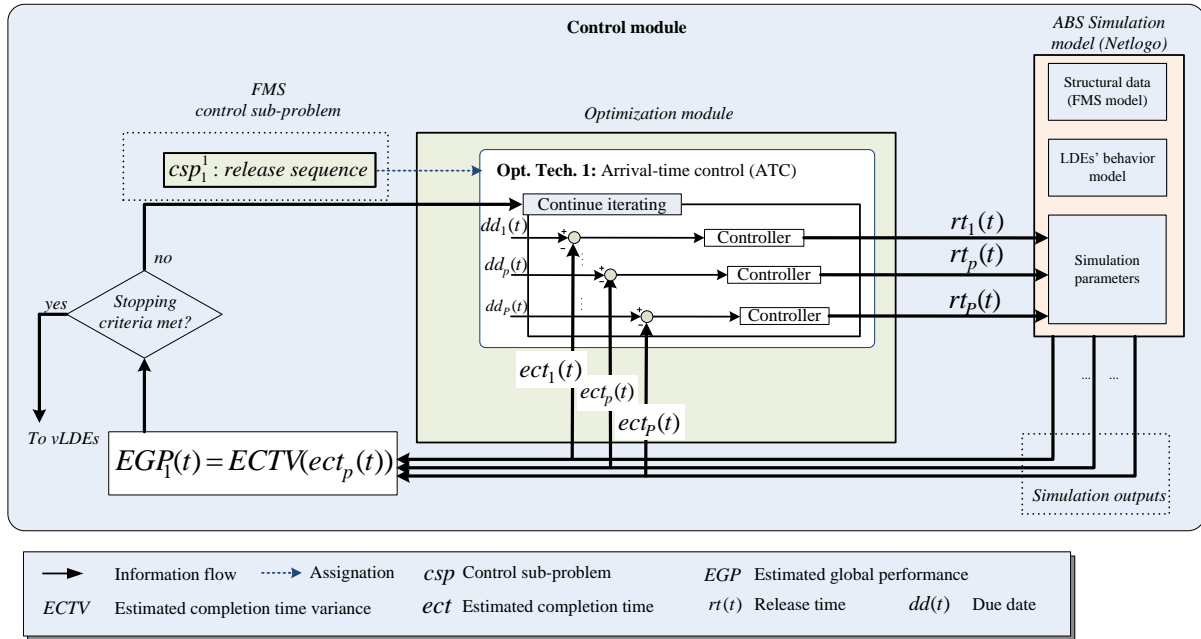 Control module
ABS Simulation
model (Netlogo)
FMS
control sub-problem
Optimization module
Structural data
(FMS model)
csp₁¹ : release sequence
Opt. Tech. 1: Arrival-time control (ATC)
LDEs' behavior
model
Continue iterating
dd₁(t)
+
−
Controller
rt₁(t)
...
ddₚ(t)
+
−
Controller
rtₚ(t)
Simulation
parameters
...
dd_P(t)
+
−
Controller
rt_P(t)
no
yes
Stopping
criteria met?
ect₁(t)
ectₚ(t)
ect_P(t)
... ...
To vLDEs
EGP₁(t) = ECTV(ectₚ(t))
Simulation outputs
Information flow
Assignation
csp Control sub-problem
EGP Estimated global performance
ECTV Estimated completion time variance
ect Estimated completion time
rt(t) Release time
dd(t) Due date